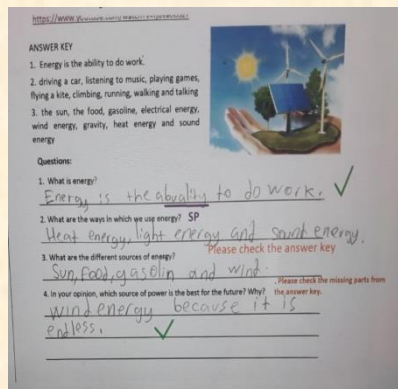 ANSWER KEY
1. Energy is the ability to do work.
2. driving a car, listening to music, playing games,
flying a kite, climbing, running, walking and talking
3. the sun, the food, gasoline, electrical energy,
wind energy, gravity, heat energy and sound
energy
Questions:
1. What is energy?
Energy is the abuality to do work.
2. What are the ways in which we use energy? SP
Heat energy, light energy and sound energy.
Please check the answer key
3. What are the different sources of energy?
Sun, Food, gasolin and wind.
. Please check the missing parts from
4. In your opinion, which source of power is the best for the future? Why? the answer key.
wind energy because it is
endless.